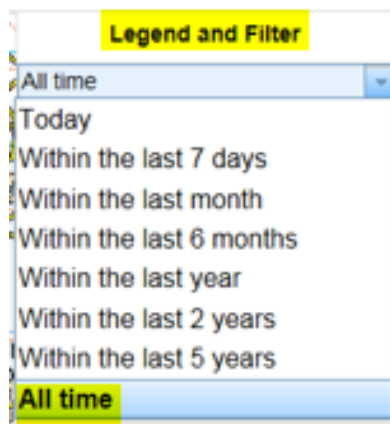 Legend and Filter
All time
Today
Within the last 7 days
Within the last month
Within the last 6 months
Within the last year
Within the last 2 years
Within the last 5 years
All time